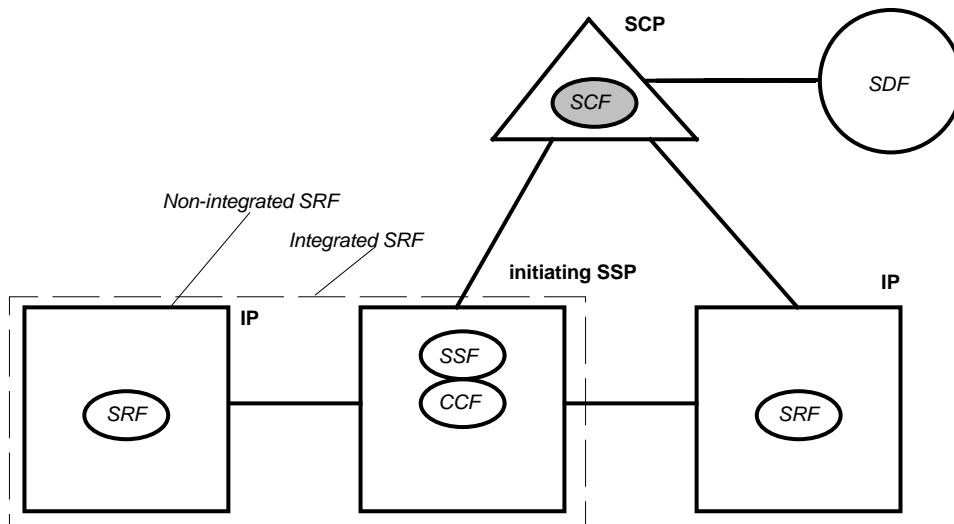 SCP
SCF
SDF
Non-integrated SRF
Integrated SRF
initiating SSP
IP
IP
SSF
SRF
CCF
SRF